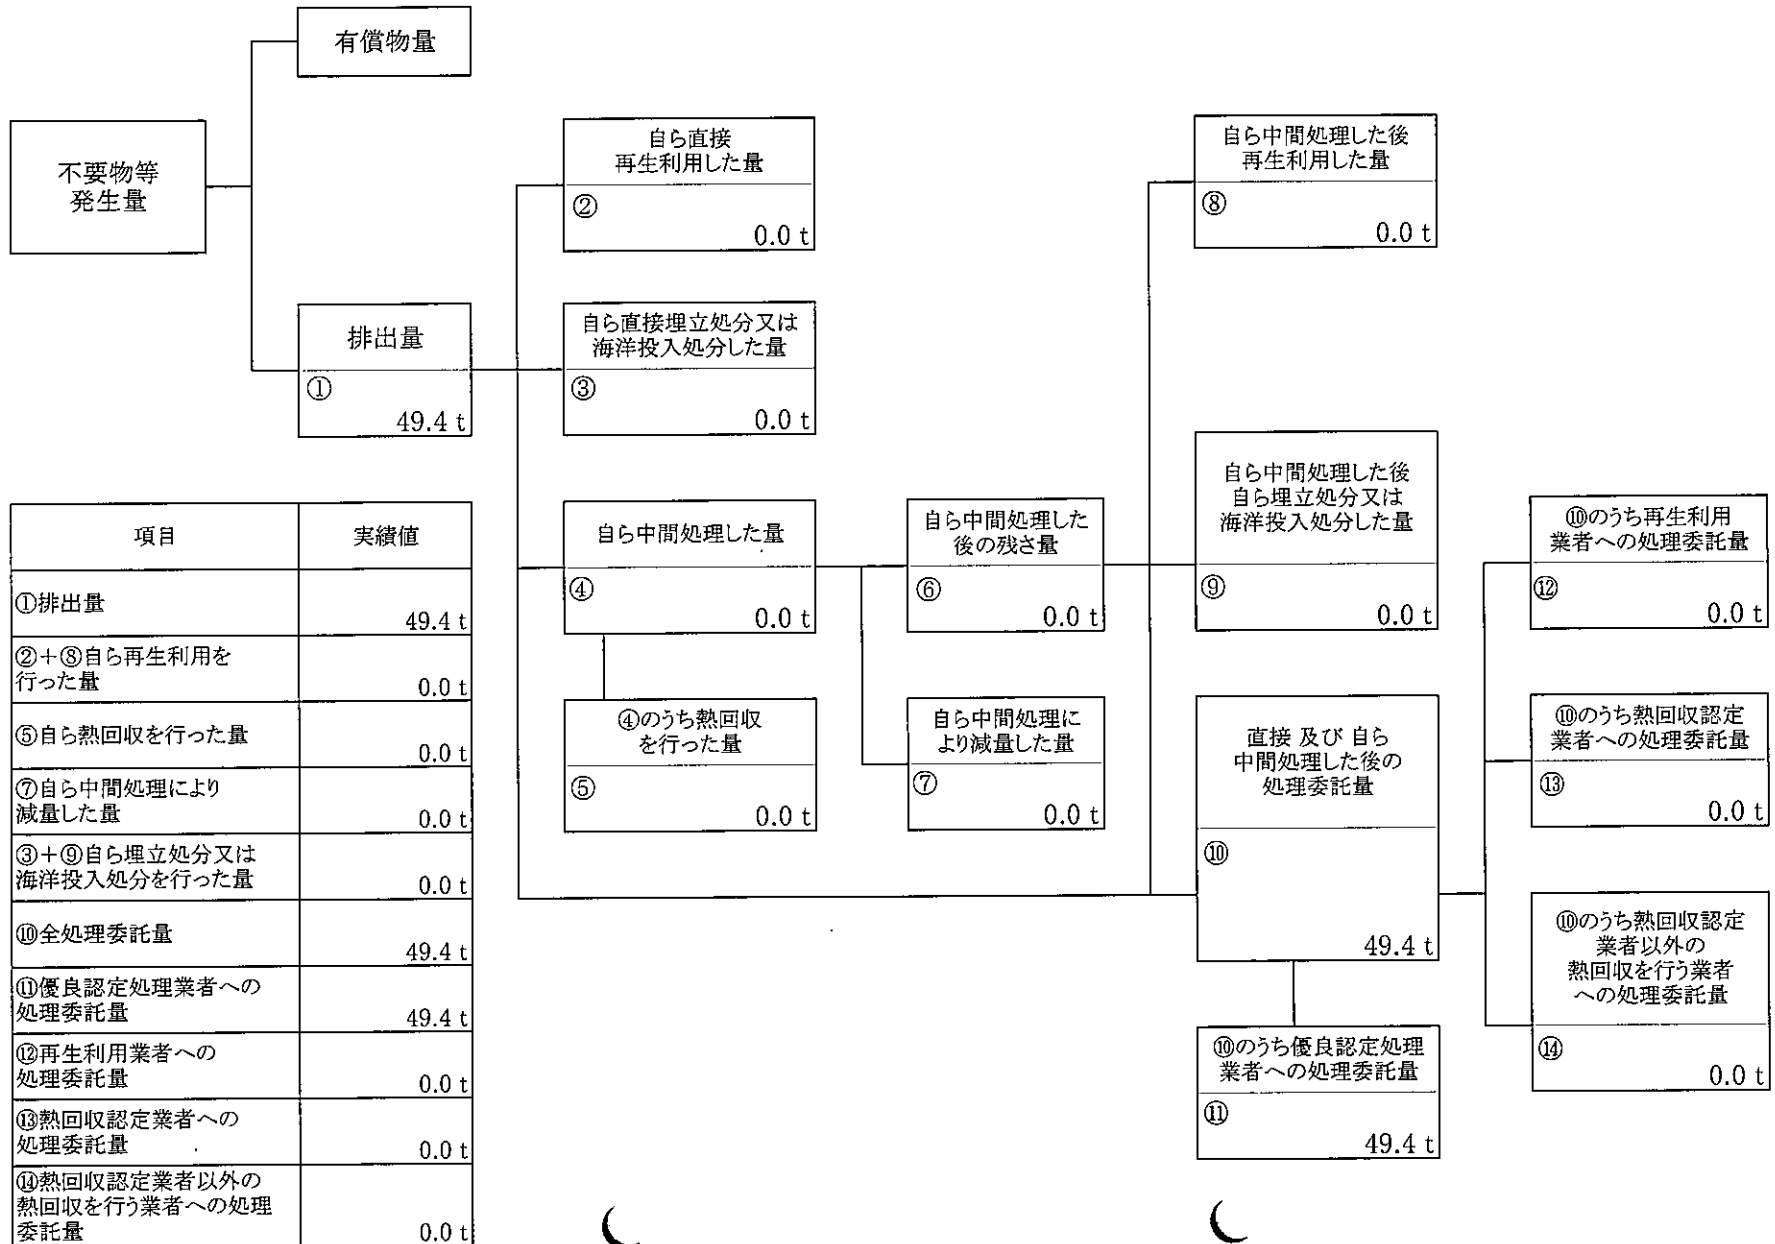 有償物量
不要物等
発生量
排出量
①
49.4 t
自ら直接
再生利用した量
②
0.0 t
自ら直接埋立処分又は
海洋投入処分した量
③
0.0 t
自ら中間処理した量
④
0.0 t
④のうち熱回収
を行った量
⑤
0.0 t
自ら中間処理した
後の残さ量
⑥
0.0 t
自ら中間処理に
より減量した量
⑦
0.0 t
自ら中間処理した後
再生利用した量
⑧
0.0 t
自ら中間処理した後
自ら埋立処分又は
海洋投入処分した量
⑨
0.0 t
直接 及び 自ら
中間処理した後の
処理委託量
⑩
49.4 t
⑩のうち優良認定処理
業者への処理委託量
⑪
49.4 t
⑩のうち再生利用
業者への処理委託量
⑫
0.0 t
⑩のうち熱回収認定
業者への処理委託量
⑬
0.0 t
⑩のうち熱回収認定
業者以外の
熱回収を行う業者
への処理委託量
⑭
0.0 t
項目 実績値
①排出量
49.4 t
②＋⑧自ら再生利用を
行った量 0.0 t
⑤自ら熱回収を行った量
0.0 t
⑦自ら中間処理により
減量した量 0.0 t
③＋⑨自ら埋立処分又は
海洋投入処分を行った量 0.0 t
⑩全処理委託量
49.4 t
⑪優良認定処理業者への
処理委託量 49.4 t
⑫再生利用業者への
処理委託量 0.0 t
⑬熱回収認定業者への
処理委託量 0.0 t
⑭熱回収認定業者以外の
熱回収を行う業者への処理
委託量 0.0 t